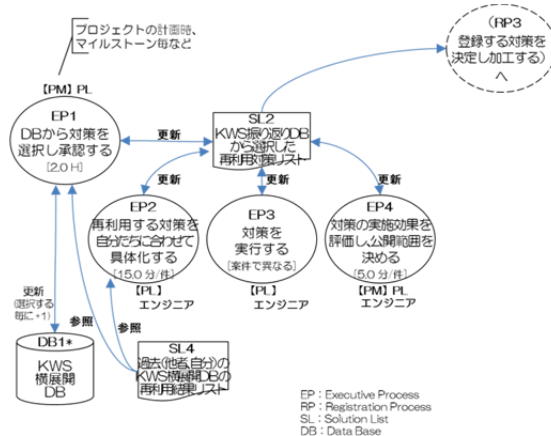 プロジェクトの計画時、
マイルストーン毎など
(RP3
登録する対策を
決定し加工する)
へ
【PM】PL
EP1
DBから対策を
選択し承認する
[2.0 H]
更新
SL2
KWS振り返りDB
から選択した
再利用対策リスト
更新
更新
更新
EP2
再利用する対策を
自分たちに合わせて
具体化する
[15.0 分/件]
【PL】
エンジニア
EP3
対策を
実行する
[案件で異なる]
【PL】
エンジニア
EP4
対策の実施効果を
評価し、公開範囲を
決める
[5.0 分/件]
【PM】PL
エンジニア
更新
(選択する
毎に+1)
参照
参照
DB1*
KWS
横展開
DB
SL4
過去(他者、自分)の
KWS横展開DBの
再利用結果リスト
EP：Executive Process
RP：Registration Process
SL：Solution List
DB：Data Base